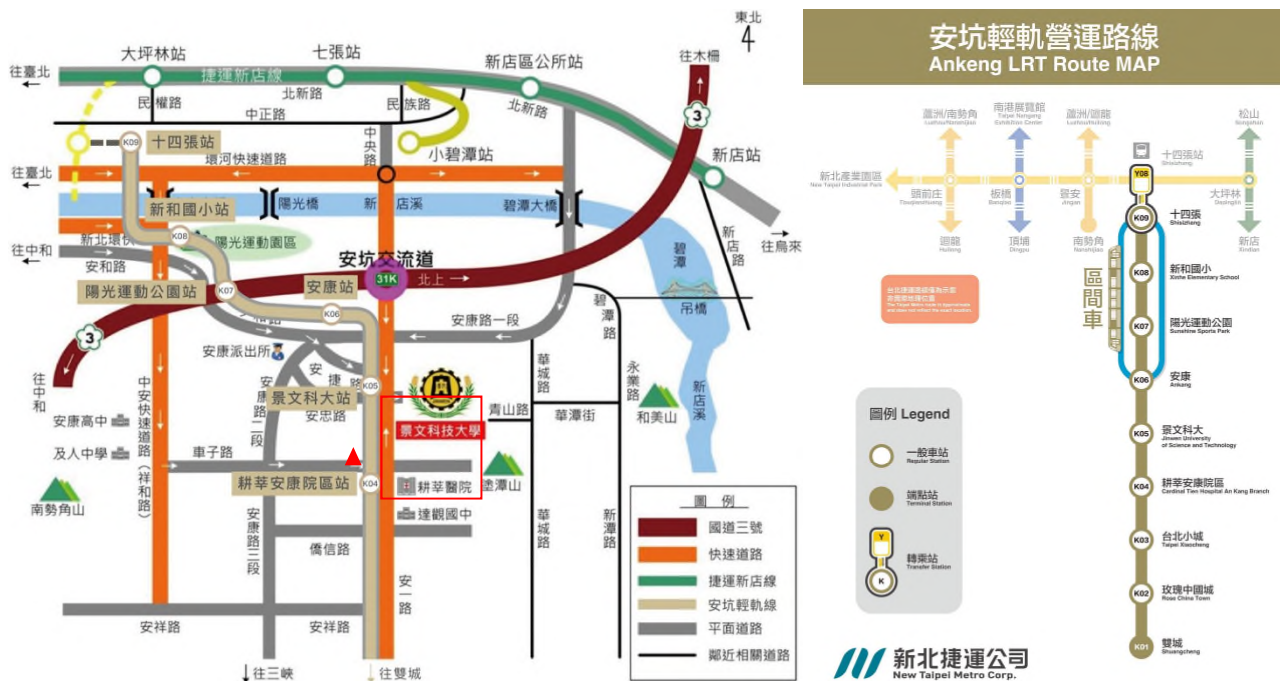 東北
4
大坪林站
七張站
新店區公所站
往木柵
往臺北
捷運新店線
北新路
北新路
民權路
民族路
中正路
3
K09
十四張站
中央路
小碧潭站
新店站
環河快速道路
往臺北
新和國小站
陽光橋
新店溪
碧潭大橋
新店路
往烏來
往中和
新北環快
K08
陽光運動園區
安和路
安坑交流道
31K
北上
碧潭
吊橋
陽光運動公園站
K07
安康站
K06
安和路
安康路一段
碧潭路
3
往中和
安康派出所
安捷路
華城路
永業路
新店溪
中安快速道路（祥和路）
安康路二段
景文科大站
K05
安忠路
景文科技大學
青山路
華潭街
和美山
安康高中
及人中學
車子路
耕莘安康院區站
K04
耕莘醫院
塗潭山
南勢角山
達觀國中
僑信路
安康路三段
安一路
華城路
新潭路
安祥路
安祥路
往三峽
往雙城
圖 例
國道三號
快速道路
捷運新店線
安坑輕軌線
平面道路
鄰近相關道路
安坑輕軌營運路線
Ankeng LRT Route MAP
蘆洲/南勢角
Luzhou/Nanshijiao
南港展覽館
Taipei Nangang
Exhibition Center
蘆洲/迴龍
Luzhou/Huilong
松山
Songshan
十四張站
Shisizhang
新北產業園區
New Taipei Industrial Park
Y08
頭前庄
Touqianzhuang
板橋
Banqiao
景安
Jingan
大坪林
Dapinglin
迴龍
Huilong
頂埔
Dingpu
南勢角
Nanshijiao
新店
Xindian
K09
十四張
Shisizhang
區間車
K08
新和國小
Xinhe Elementary School
K07
陽光運動公園
Sunshine Sports Park
K06
安康
Ankang
K05
景文科大
Jinwen University
of Science and Technology
K04
耕莘安康院區
Cardinal Tien Hospital An Kang Branch
K03
台北小城
Taipei Xiaocheng
K02
玫瑰中國城
Rose China Town
K01
雙城
Shuangcheng
圖例 Legend
一般車站
Regular Station
端點站
Terminal Station
Y
K
轉乘站
Transfer Station
新北捷運公司
New Taipei Metro Corp.